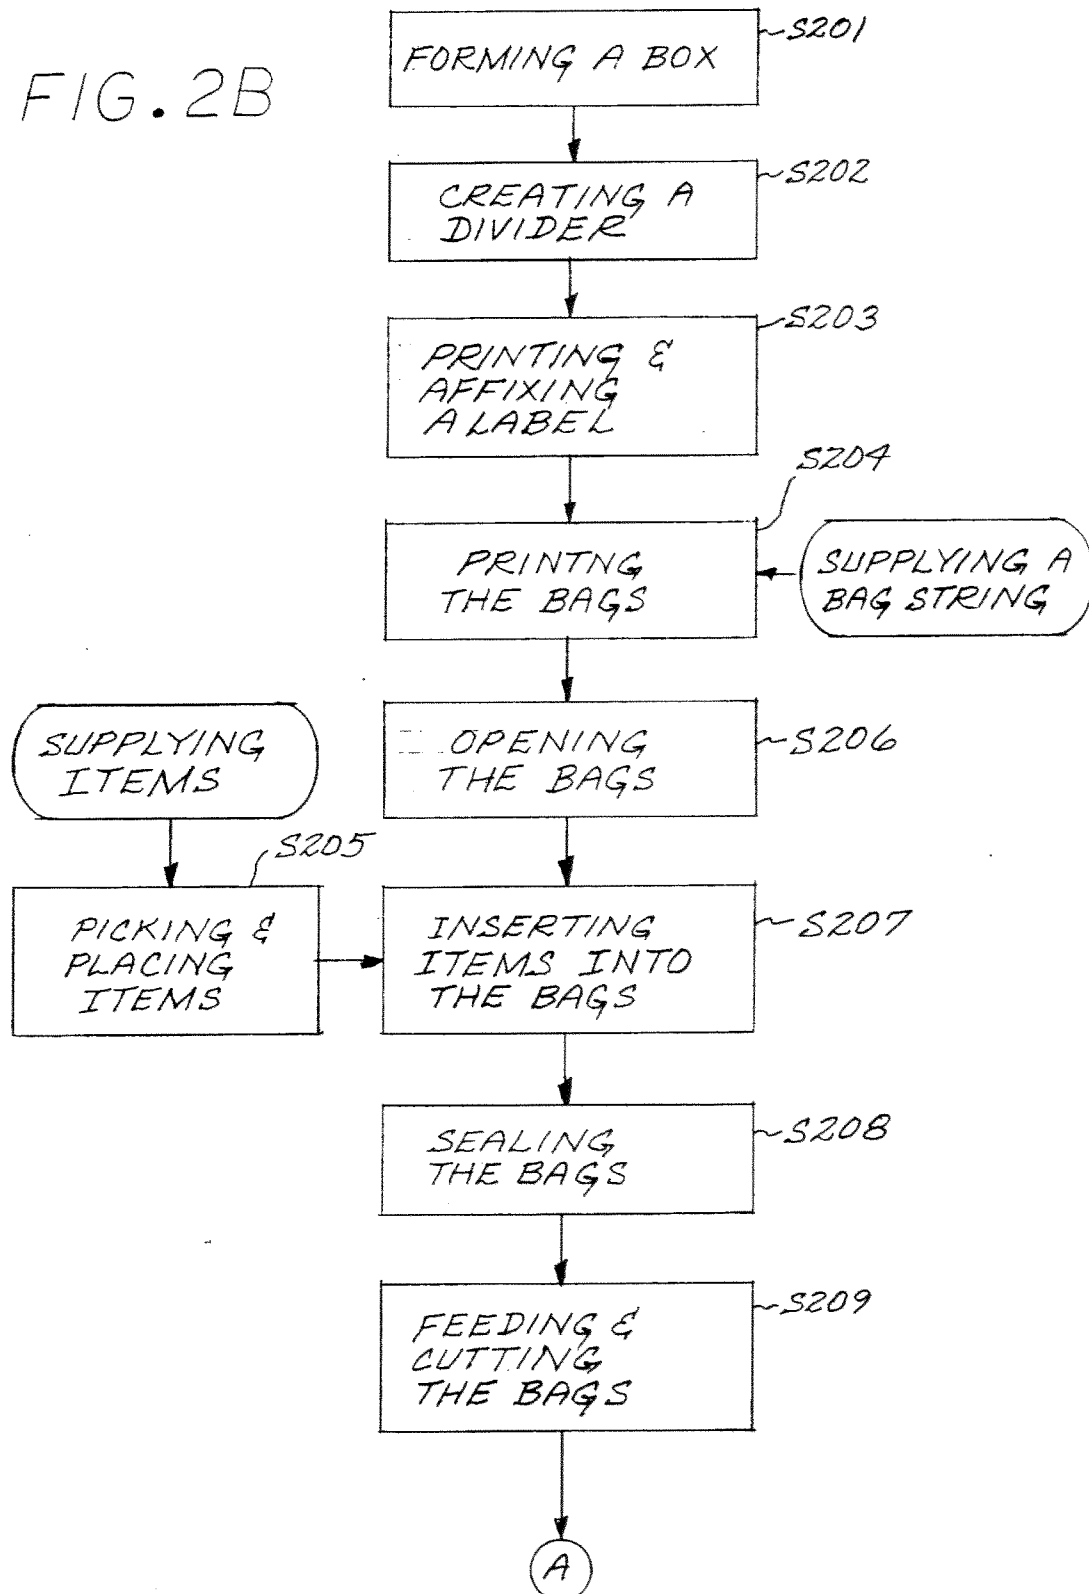 FIG. 2B
FORMING A BOX
S201
CREATING A
DIVIDER
S202
PRINTING &
AFFIXING
A LABEL
S203
PRINTNG
THE BAGS
S204
SUPPLYING A
BAG STRING
OPENING
THE BAGS
S206
SUPPLYING
ITEMS
PICKING &
PLACING
ITEMS
S205
INSERTING
ITEMS INTO
THE BAGS
S207
SEALING
THE BAGS
S208
FEEDING &
CUTTING
THE BAGS
S209
A